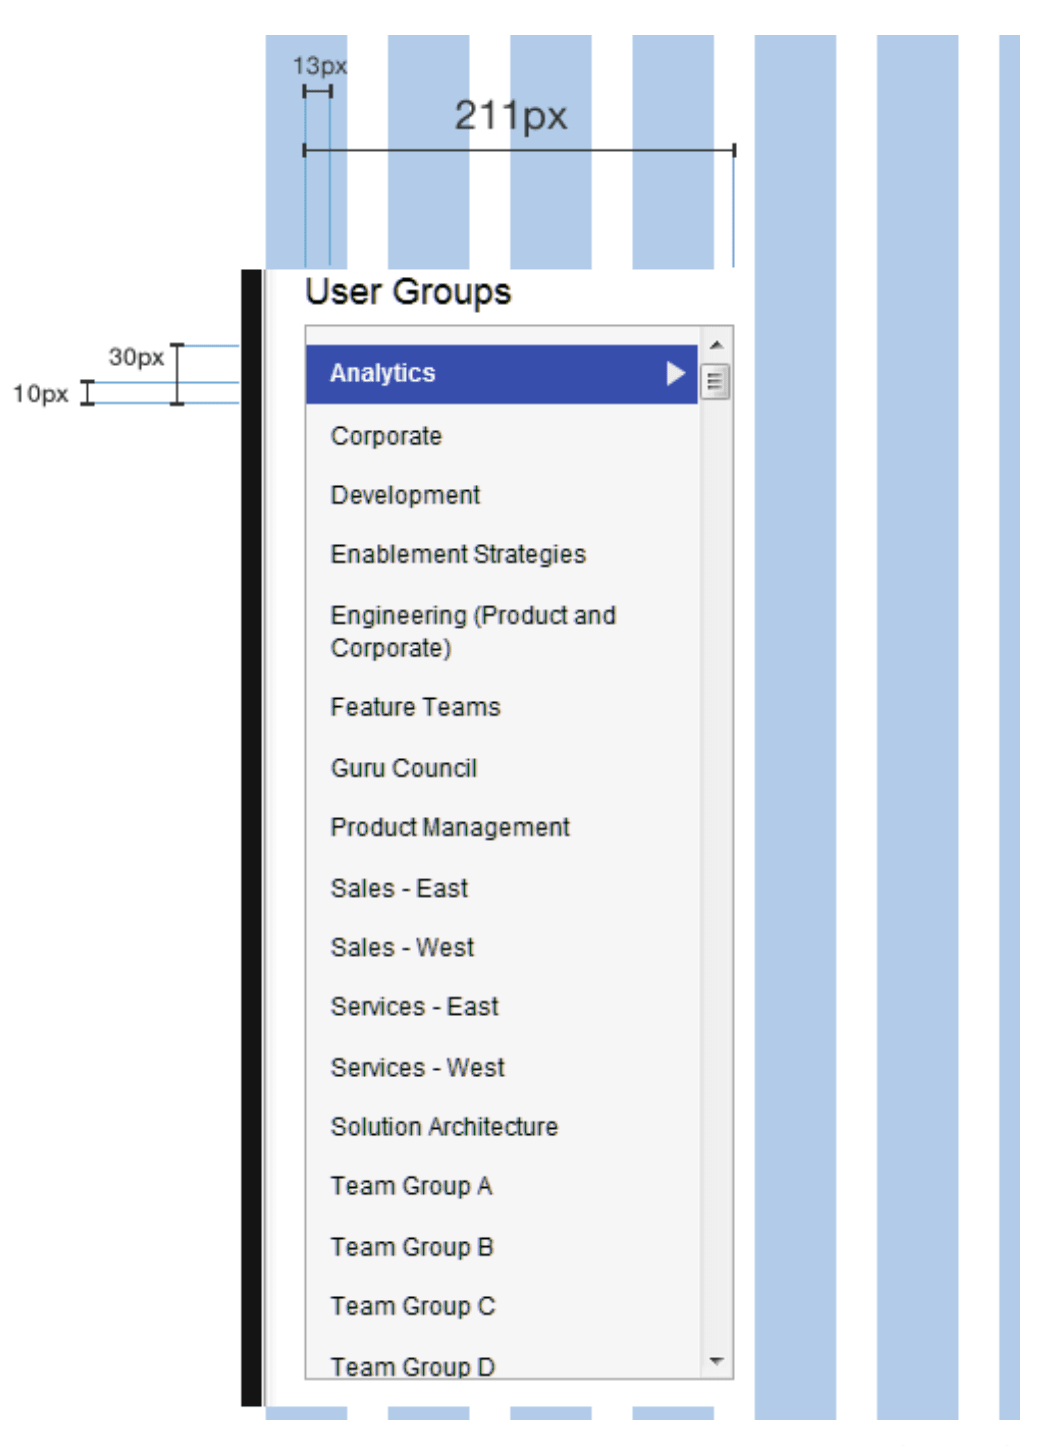 13px
211px
User Groups
30px
10px
Analytics
Corporate
Development
Enablement Strategies
Engineering (Product and
Corporate)
Feature Teams
Guru Council
Product Management
Sales - East
Sales - West
Services - East
Services - West
Solution Architecture
Team Group A
Team Group B
Team Group C
Team Group D